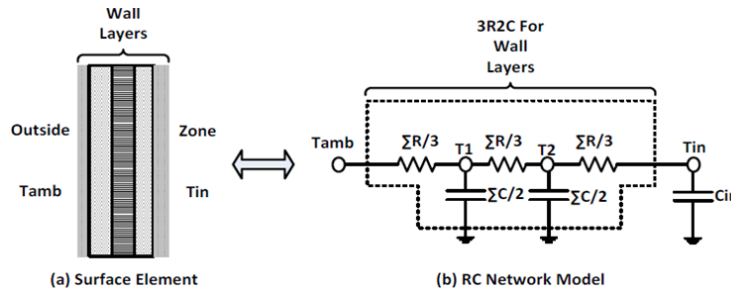 Wall
Layers
Outside
Zone
Tamb
Tin
(a) Surface Element
3R2C For
Wall
Layers
Tamb
∑R/3
T1
∑R/3
T2
∑R/3
Tin
∑C/2
∑C/2
Cin
(b) RC Network Model